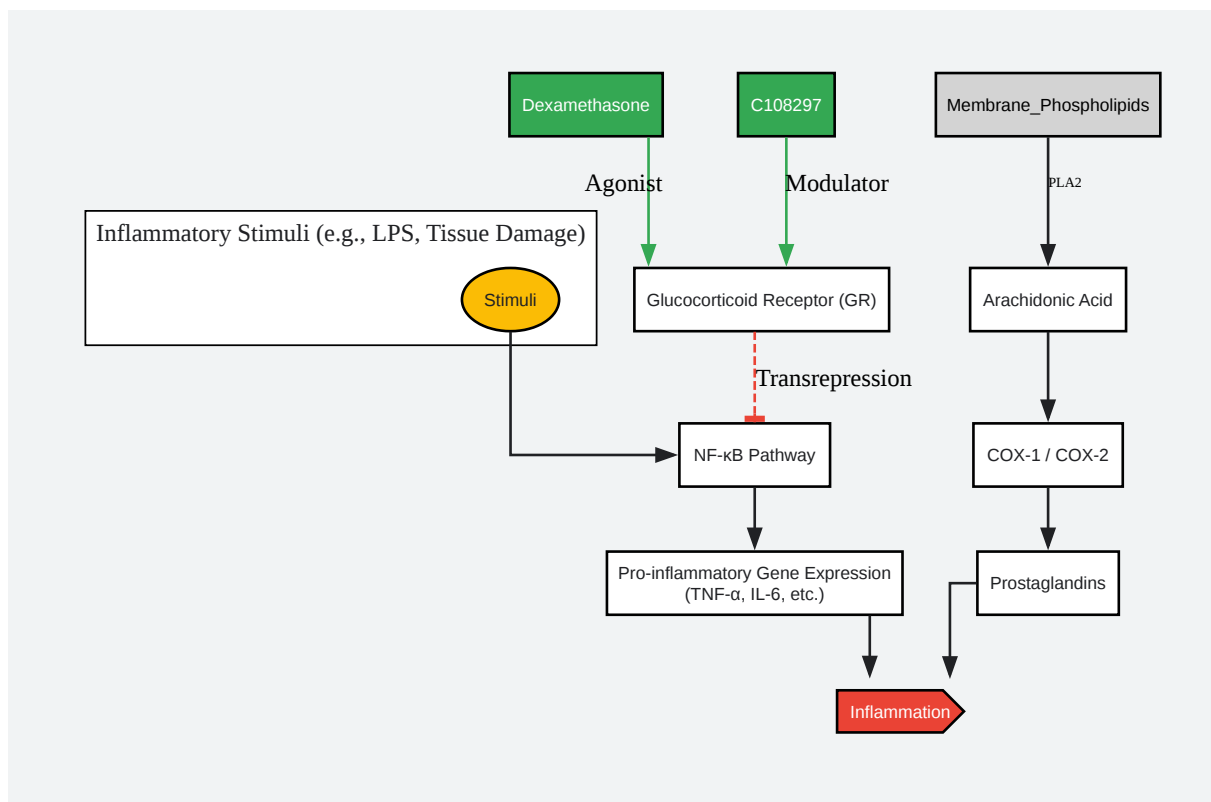 Dexamethasone
C108297
Membrane_Phospholipids
Agonist
Modulator
PLA2
Inflammatory Stimuli (e.g., LPS, Tissue Damage)
Stimuli
Glucocorticoid Receptor (GR)
Arachidonic Acid
Transrepression
NF-κB Pathway
COX-1 / COX-2
Pro-inflammatory Gene Expression
(TNF-α, IL-6, etc.)
Prostaglandins
Inflammation